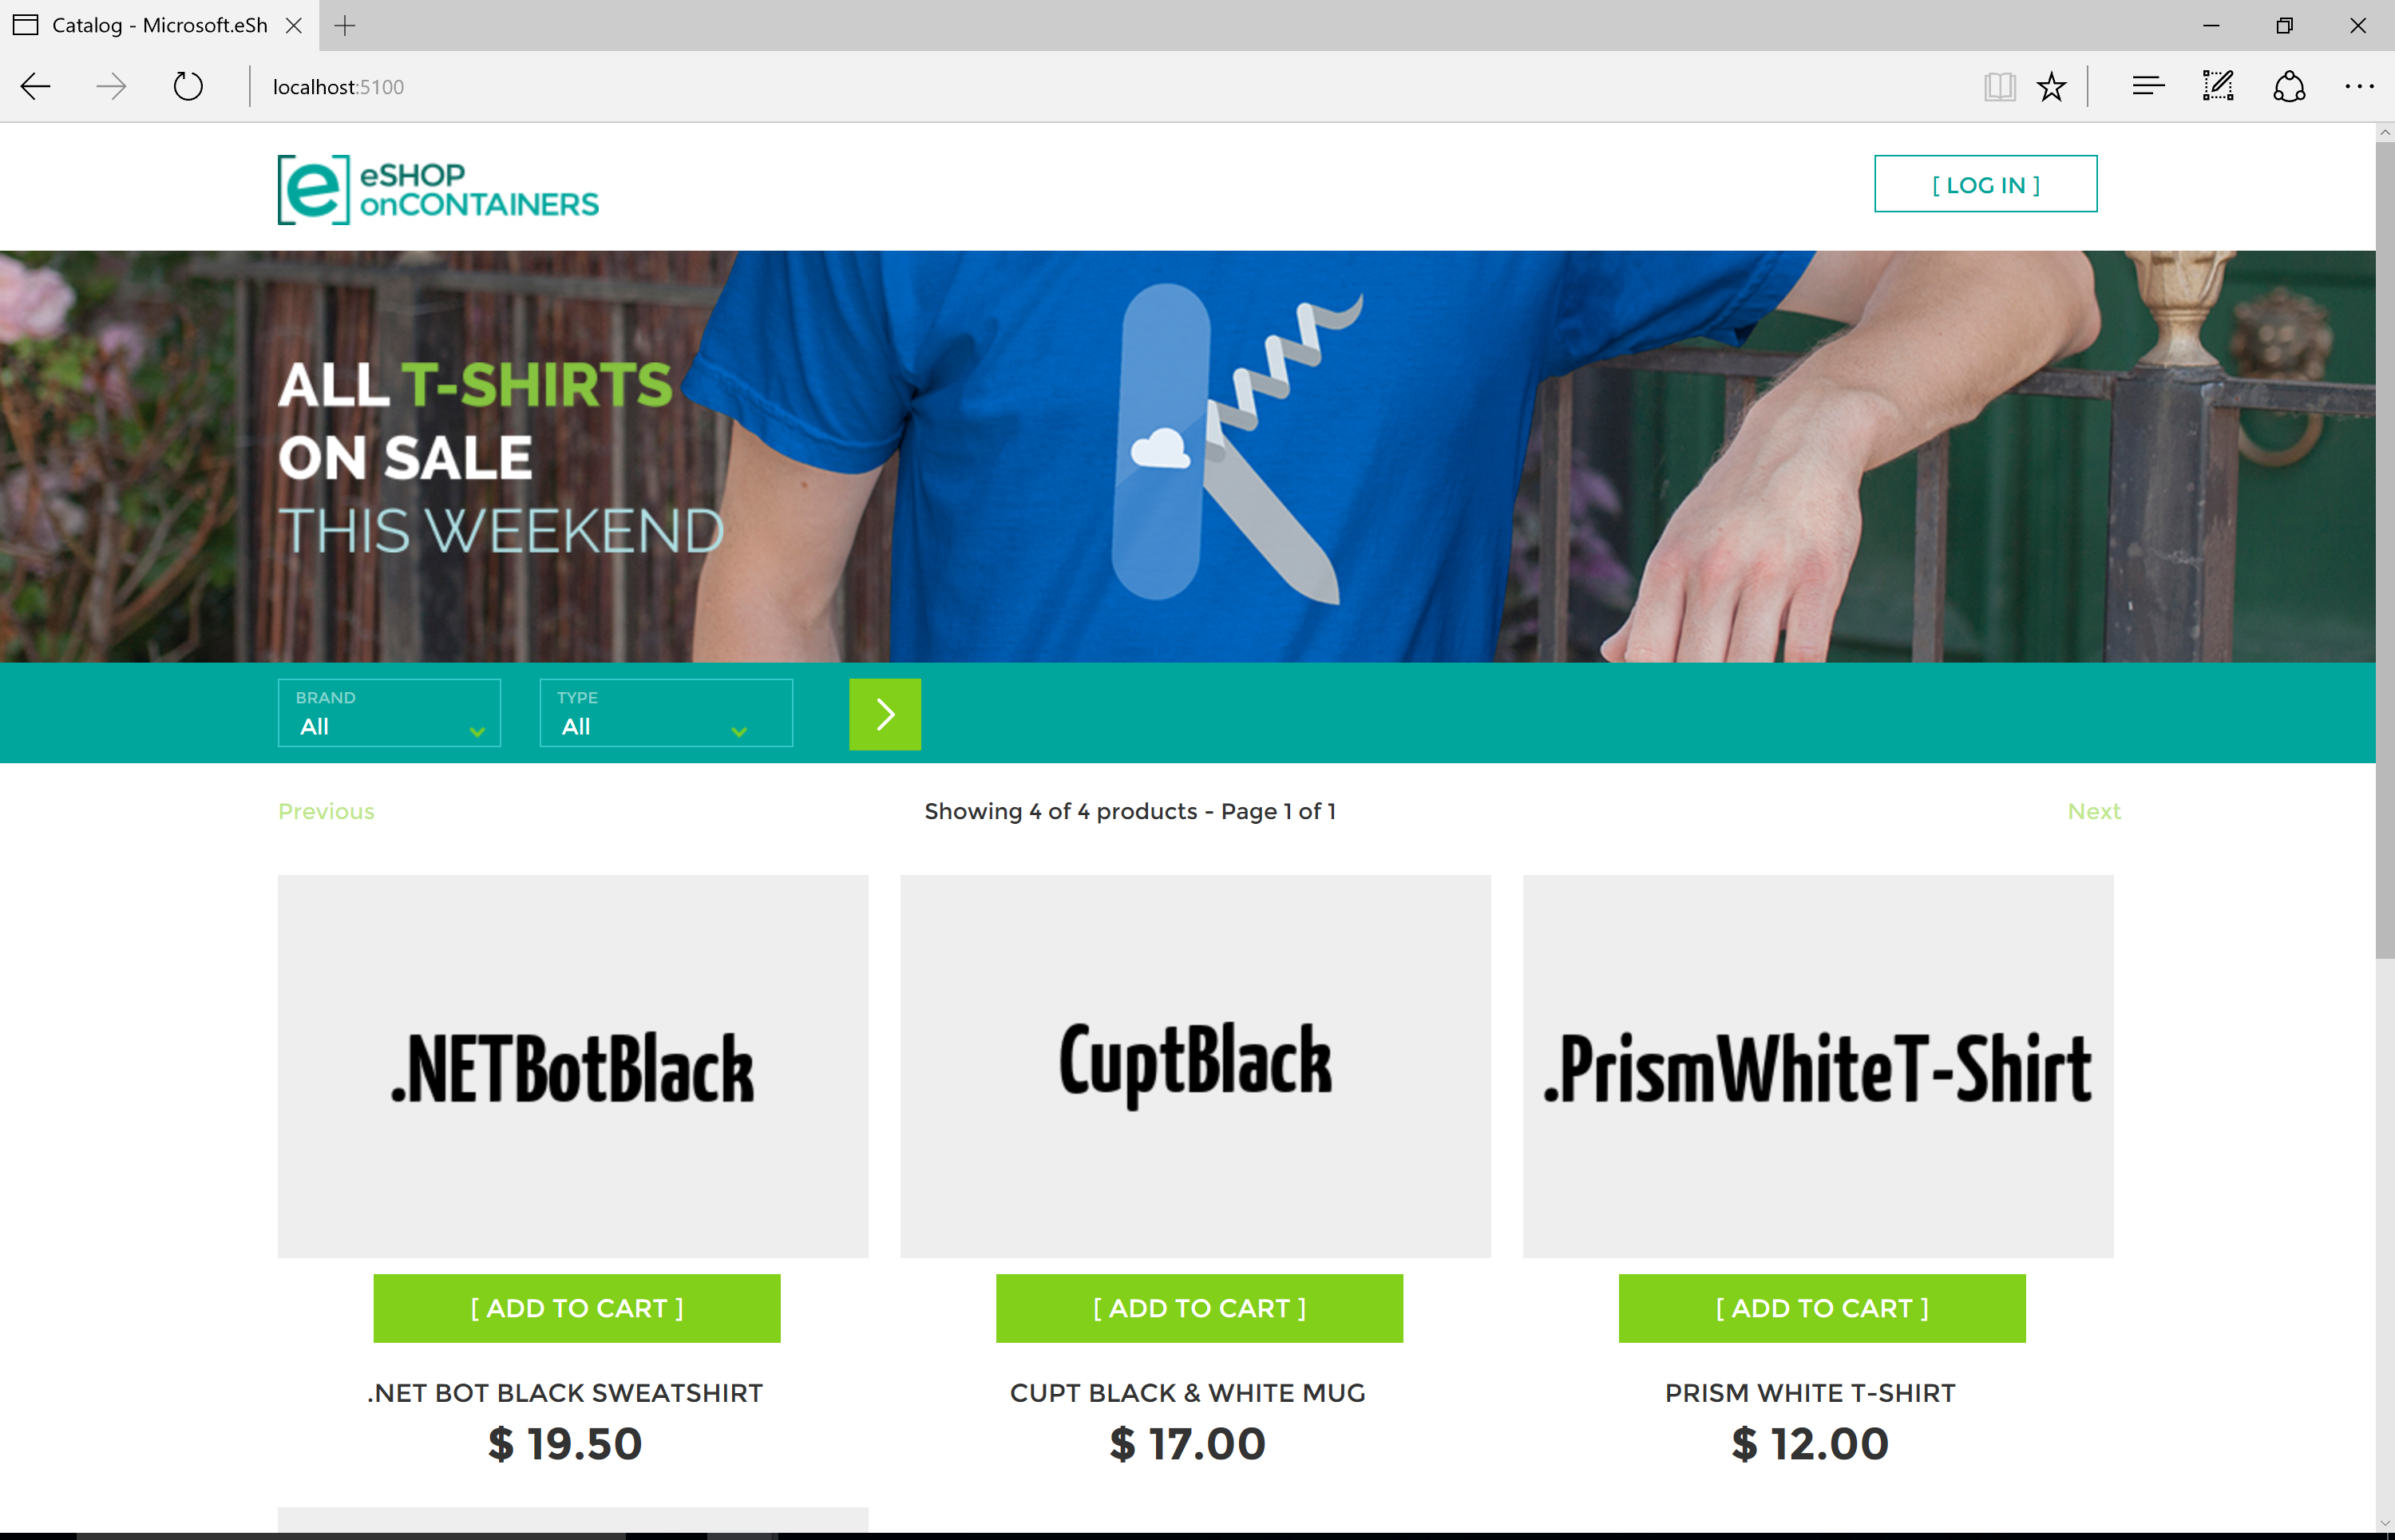 Catalog - Microsoft.eSh
localhost:5100
eSHOP
onCONTAINERS
[ LOG IN ]
ALL T-SHIRTS
ON SALE
THIS WEEKEND
BRAND
All
TYPE
All
Previous
Showing 4 of 4 products - Page 1 of 1
Next
.NETBotBlack
CuptBlack
.PrismWhiteT-Shirt
[ ADD TO CART ]
[ ADD TO CART ]
[ ADD TO CART ]
.NET BOT BLACK SWEATSHIRT
CUPT BLACK & WHITE MUG
PRISM WHITE T-SHIRT
$ 19.50
$ 17.00
$ 12.00